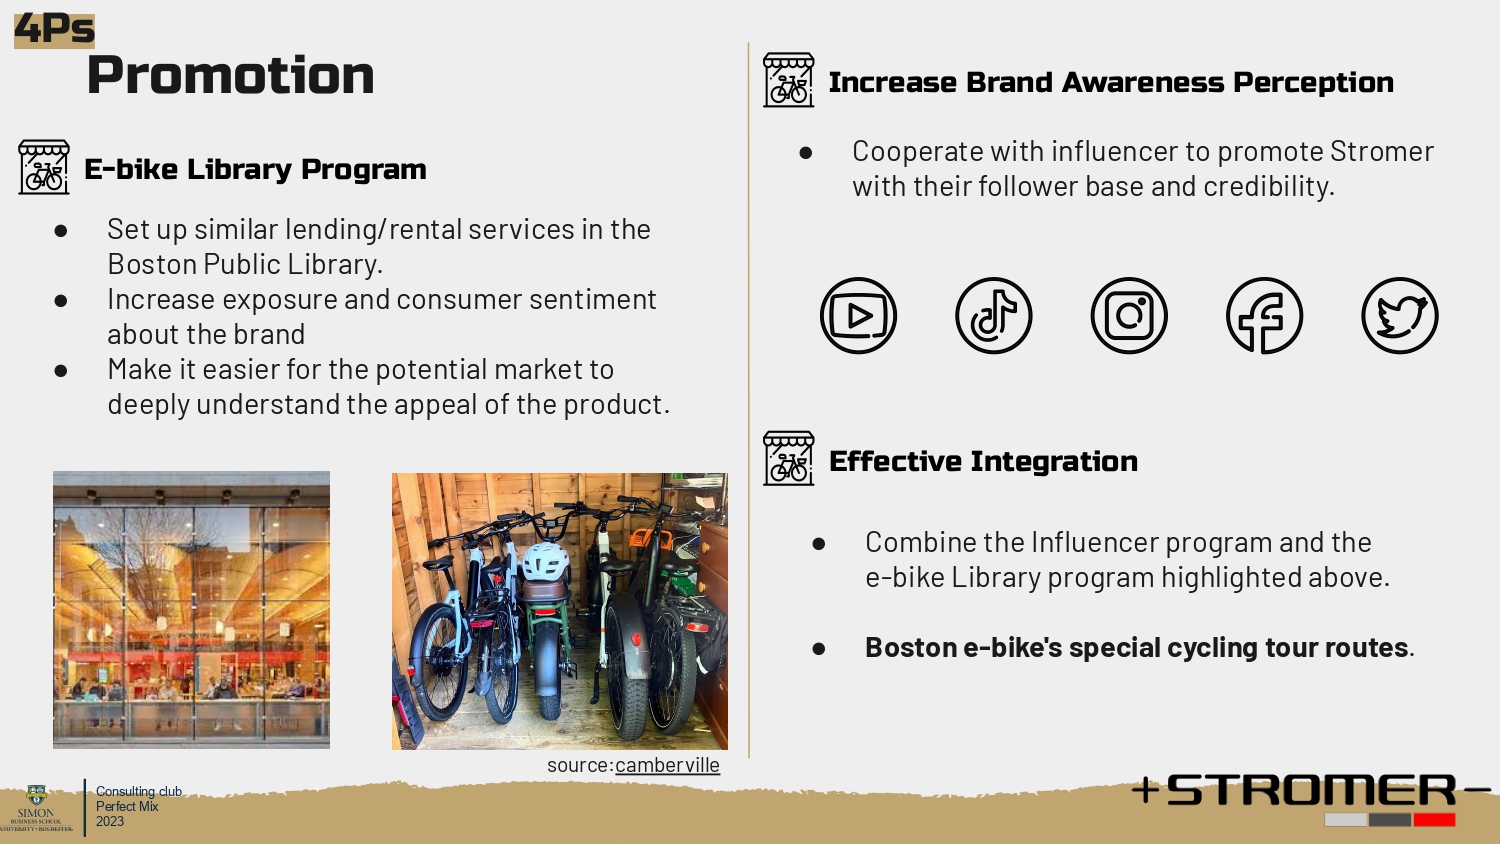 4Ps
Promotion
E-bike Library Program
● Set up similar lending/rental services in the
Boston Public Library.
● Increase exposure and consumer sentiment
about the brand
● Make it easier for the potential market to
deeply understand the appeal of the product.
source:camberville
Increase Brand Awareness Perception
● Cooperate with influencer to promote Stromer
with their follower base and credibility.
Effective Integration
● Combine the Influencer program and the
e-bike Library program highlighted above.
● Boston e-bike's special cycling tour routes.
SIMON
BUSINESS SCHOOL
UNIVERSITY of ROCHESTER
Consulting club
Perfect Mix
2023
STROMER